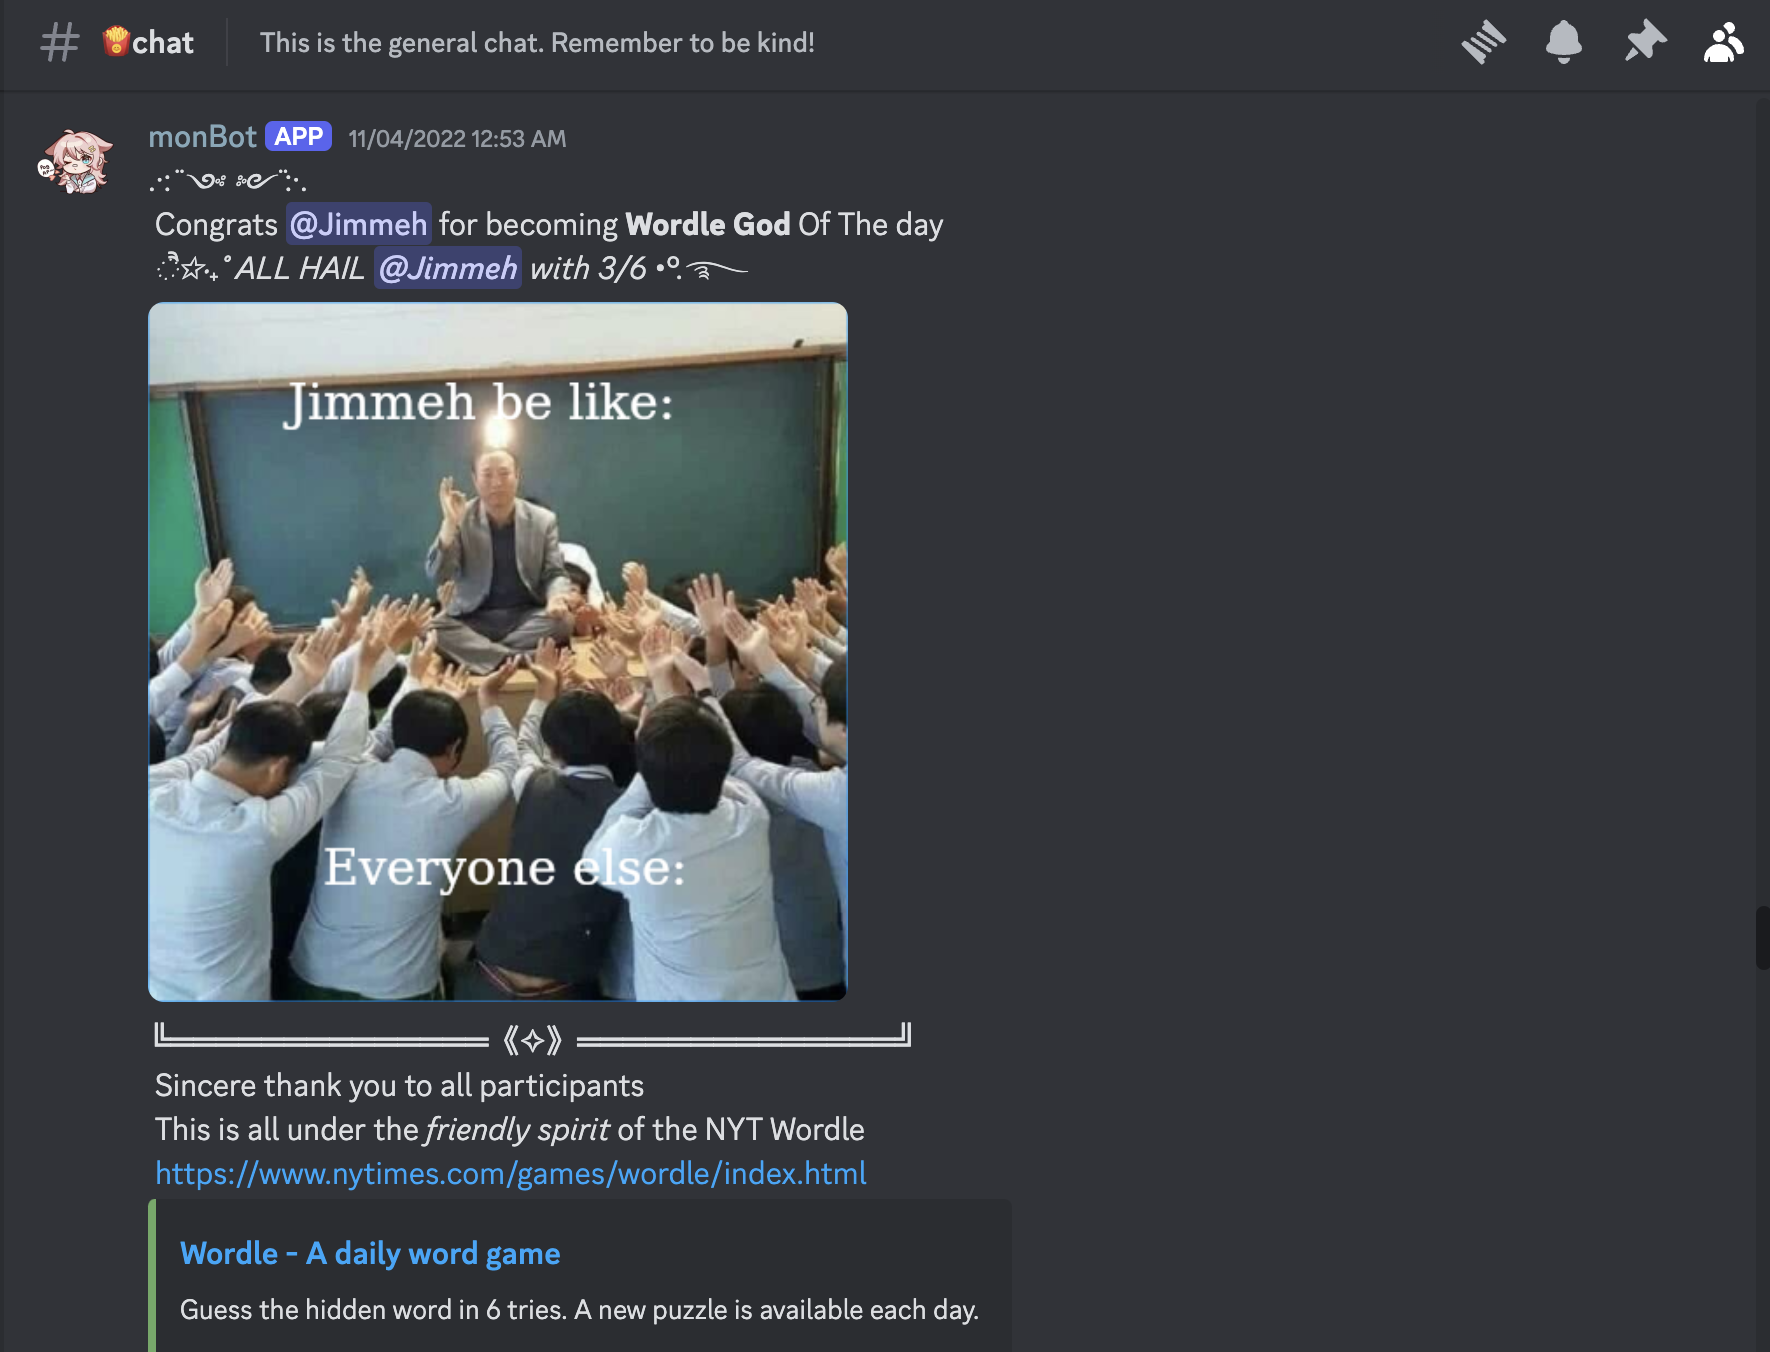 # 🍟chat This is the general chat. Remember to be kind!
monBot APP 11/04/2022 12:53 AM
Congrats @Jimmeh for becoming Wordle God Of The day
ALL HAIL @Jimmeh with 3/6
Jimmeh be like:
Everyone else:
╚══════════════ 《✧》 ══════════════╝
Sincere thank you to all participants
This is all under the friendly spirit of the NYT Wordle
https://www.nytimes.com/games/wordle/index.html
Wordle - A daily word game
Guess the hidden word in 6 tries. A new puzzle is available each day.